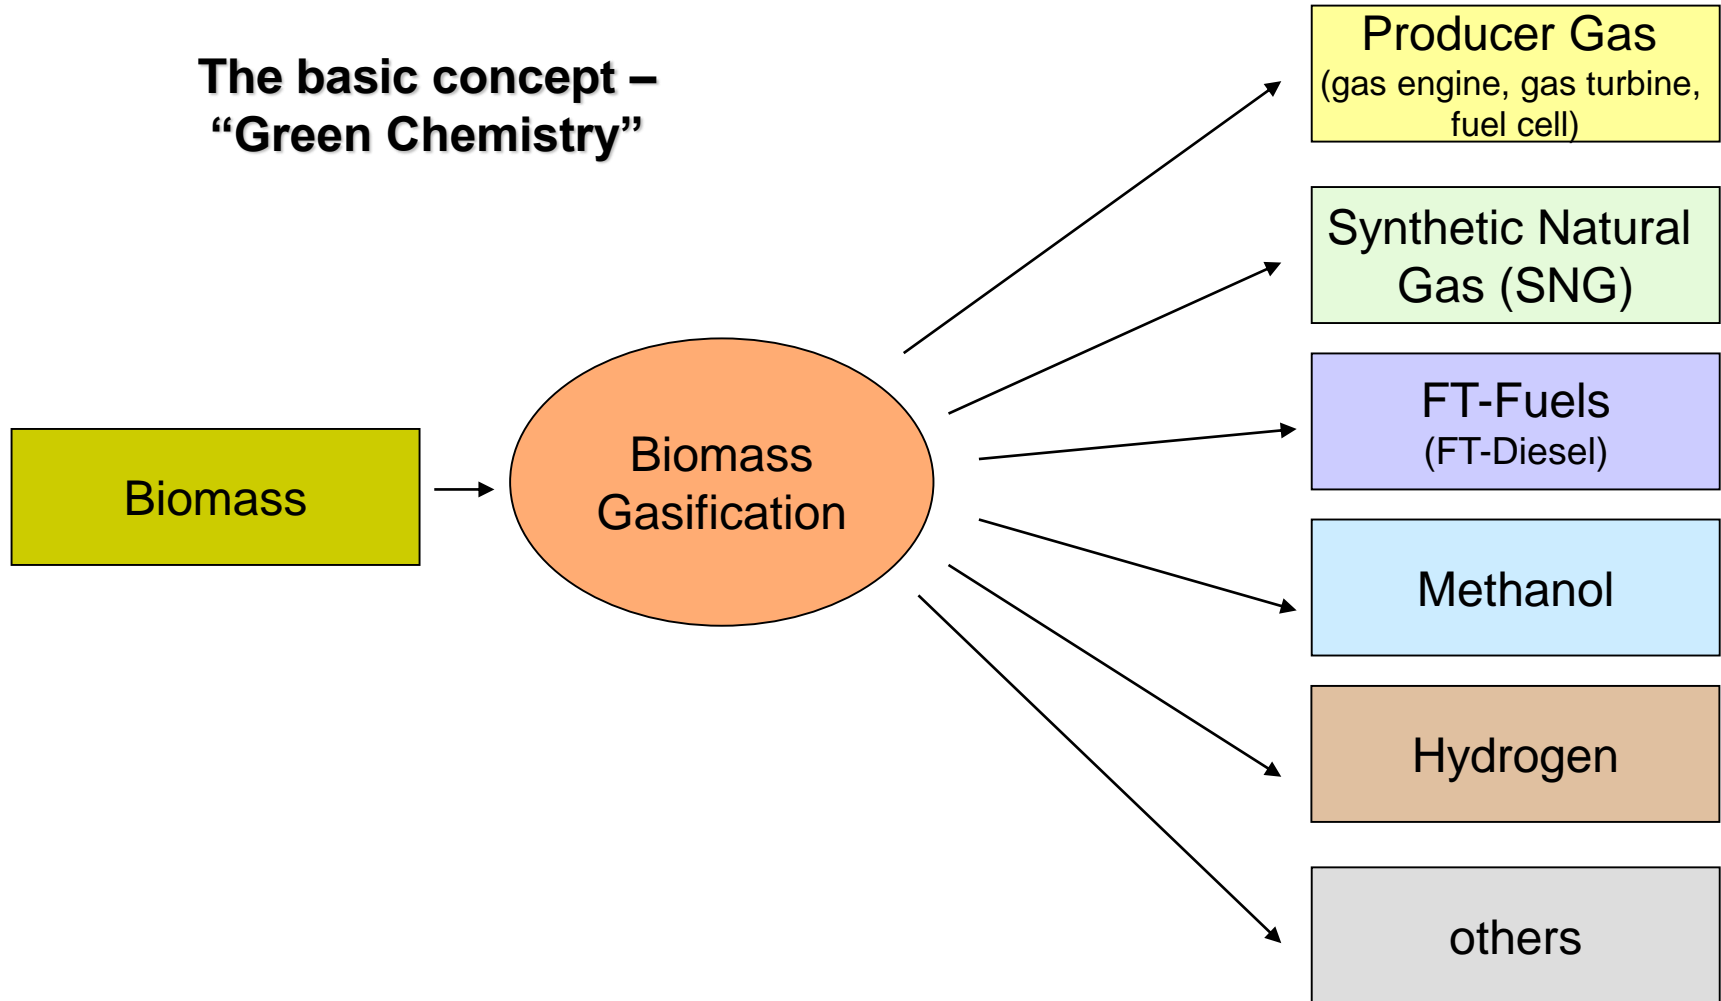 The basic concept –
“Green Chemistry”
Biomass
Biomass
Gasification
Producer Gas
(gas engine, gas turbine,
fuel cell)
Synthetic Natural
Gas (SNG)
FT-Fuels
(FT-Diesel)
Methanol
Hydrogen
others